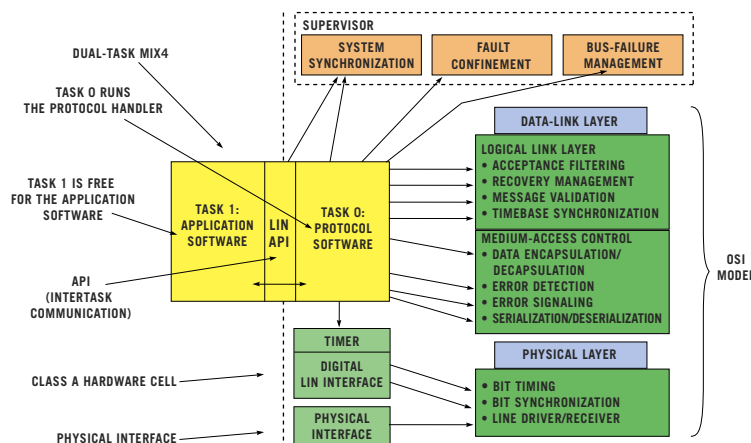 SUPERVISOR
SYSTEM
SYNCHRONIZATION
FAULT
CONFINEMENT
BUS-FAILURE
MANAGEMENT
DUAL-TASK MIX4
TASK O RUNS
THE PROTOCOL HANDLER
TASK 1 IS FREE
FOR THE APPLICATION
SOFTWARE
API
(INTERTASK
COMMUNICATION)
CLASS A HARDWARE CELL
PHYSICAL INTERFACE
TASK 1:
APPLICATION
SOFTWARE
LIN
API
TASK O:
PROTOCOL
SOFTWARE
TIMER
DIGITAL
LIN INTERFACE
PHYSICAL
INTERFACE
DATA-LINK LAYER
LOGICAL LINK LAYER
• ACCEPTANCE FILTERING
• RECOVERY MANAGEMENT
• MESSAGE VALIDATION
• TIMEBASE SYNCHRONIZATION
MEDIUM-ACCESS CONTROL
• DATA ENCAPSULATION/
DECAPSULATION
• ERROR DETECTION
• ERROR SIGNALING
• SERIALIZATION/DESERIALIZATION
PHYSICAL LAYER
• BIT TIMING
• BIT SYNCHRONIZATION
• LINE DRIVER/RECEIVER
OSI
MODEL